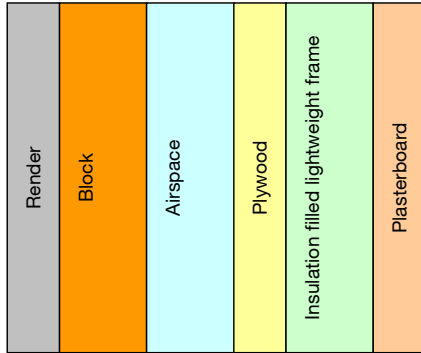 Render
Block
Airspace
Plywood
Insulation filled lightweight frame
Plasterboard